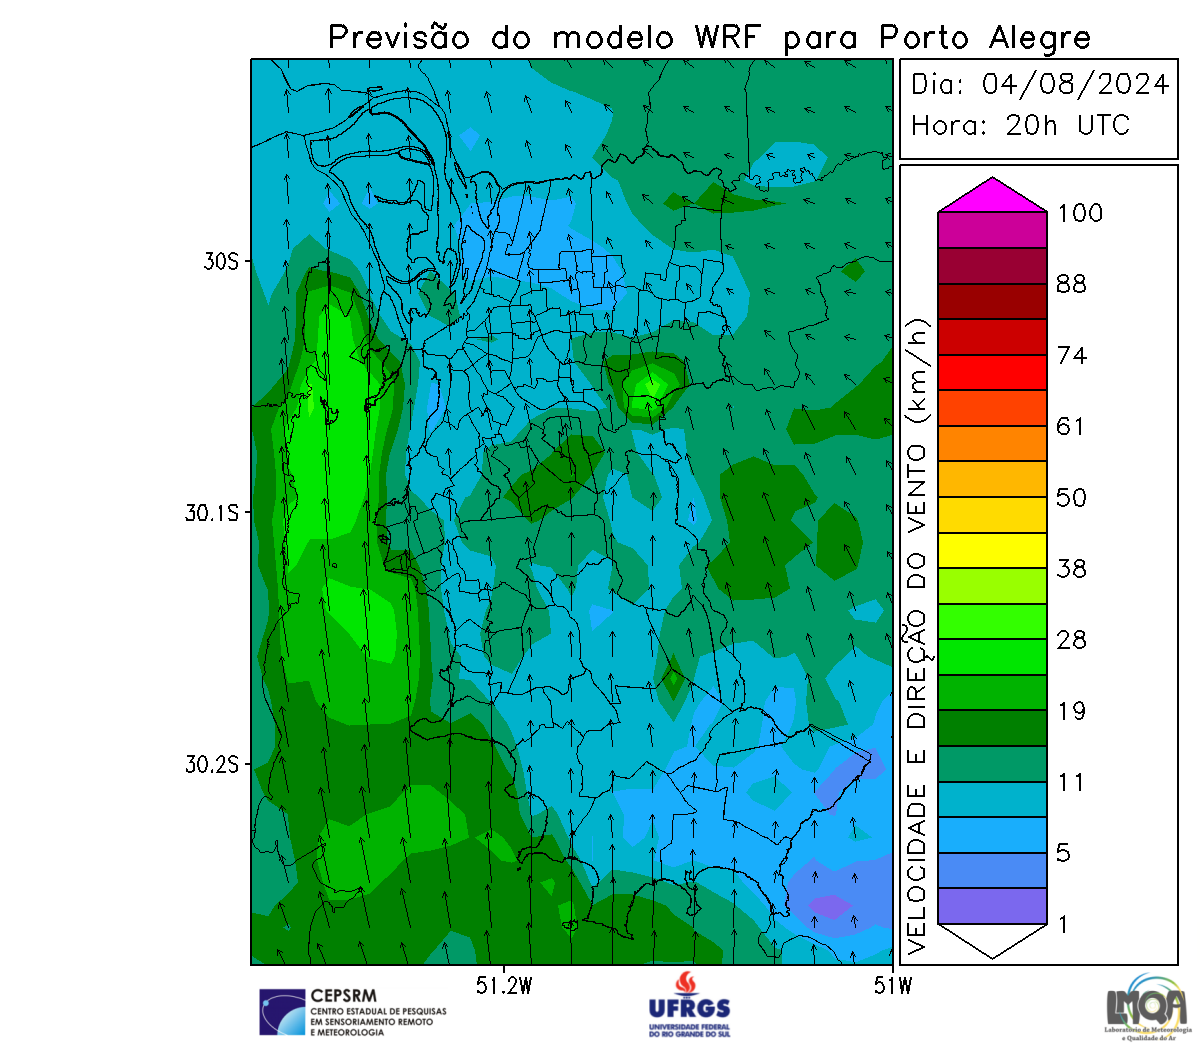 Previsão do modelo WRF para Porto Alegre
Dia: 04/08/2024
Hora: 20h UTC
30S
30.1S
30.2S
51.2W
51W
VELOCIDADE E DIREÇÃO DO VENTO (km/h)
100
88
74
61
50
38
28
19
11
5
1
CEPSRM
CENTRO ESTADUAL DE PESQUISAS
EM SENSORIAMENTO REMOTO
E METEOROLOGIA
UFRGS
UNIVERSIDADE FEDERAL
DO RIO GRANDE DO SUL
LMQA
Laboratório de Meteorologia
e Qualidade do Ar